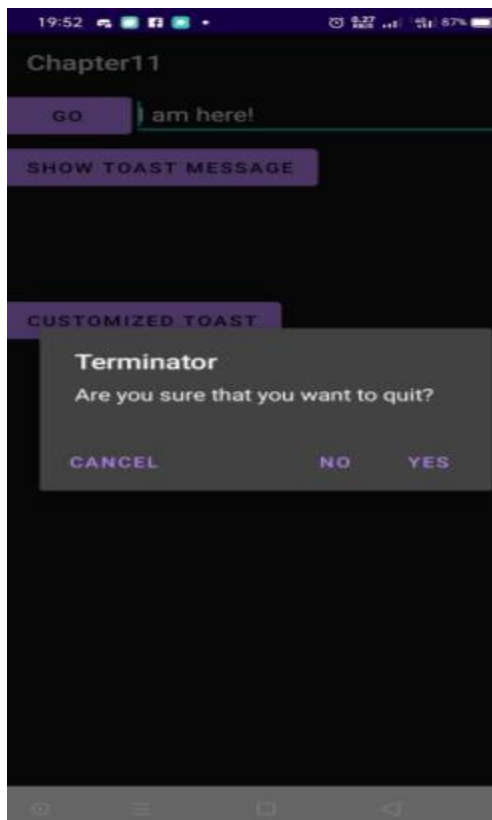 19:52
87%
Chapter11
GO
I am here!
SHOW TOAST MESSAGE
CUSTOMIZED TOAST
Terminator
Are you sure that you want to quit?
CANCEL NO YES